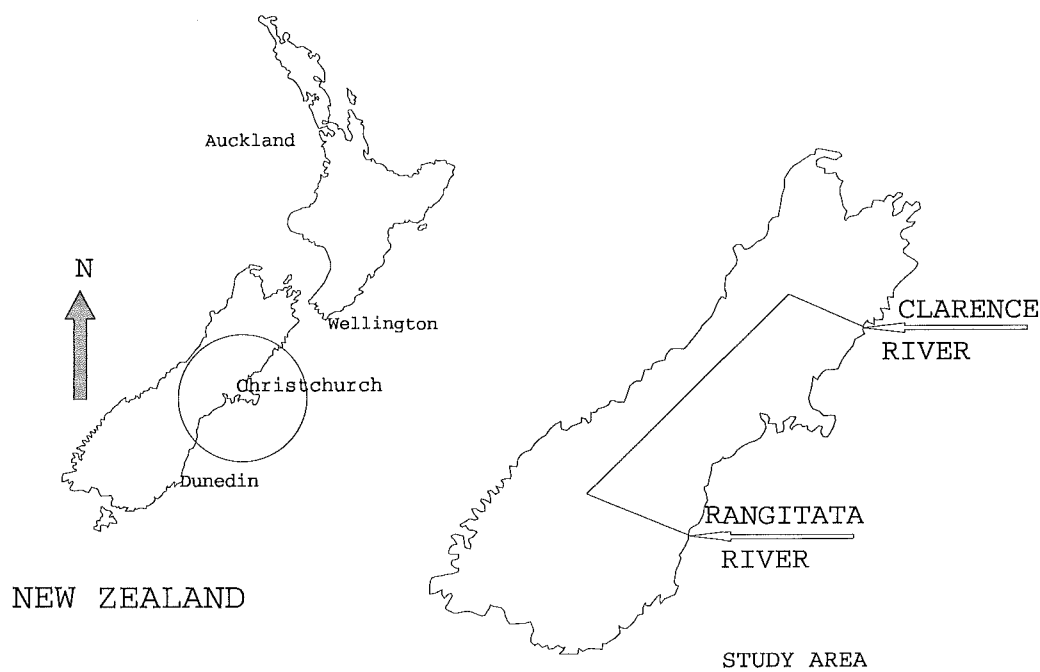 Auckland
N
Wellington
Christchurch
Dunedin
NEW ZEALAND
CLARENCE
RIVER
RANGITATA
RIVER
STUDY AREA